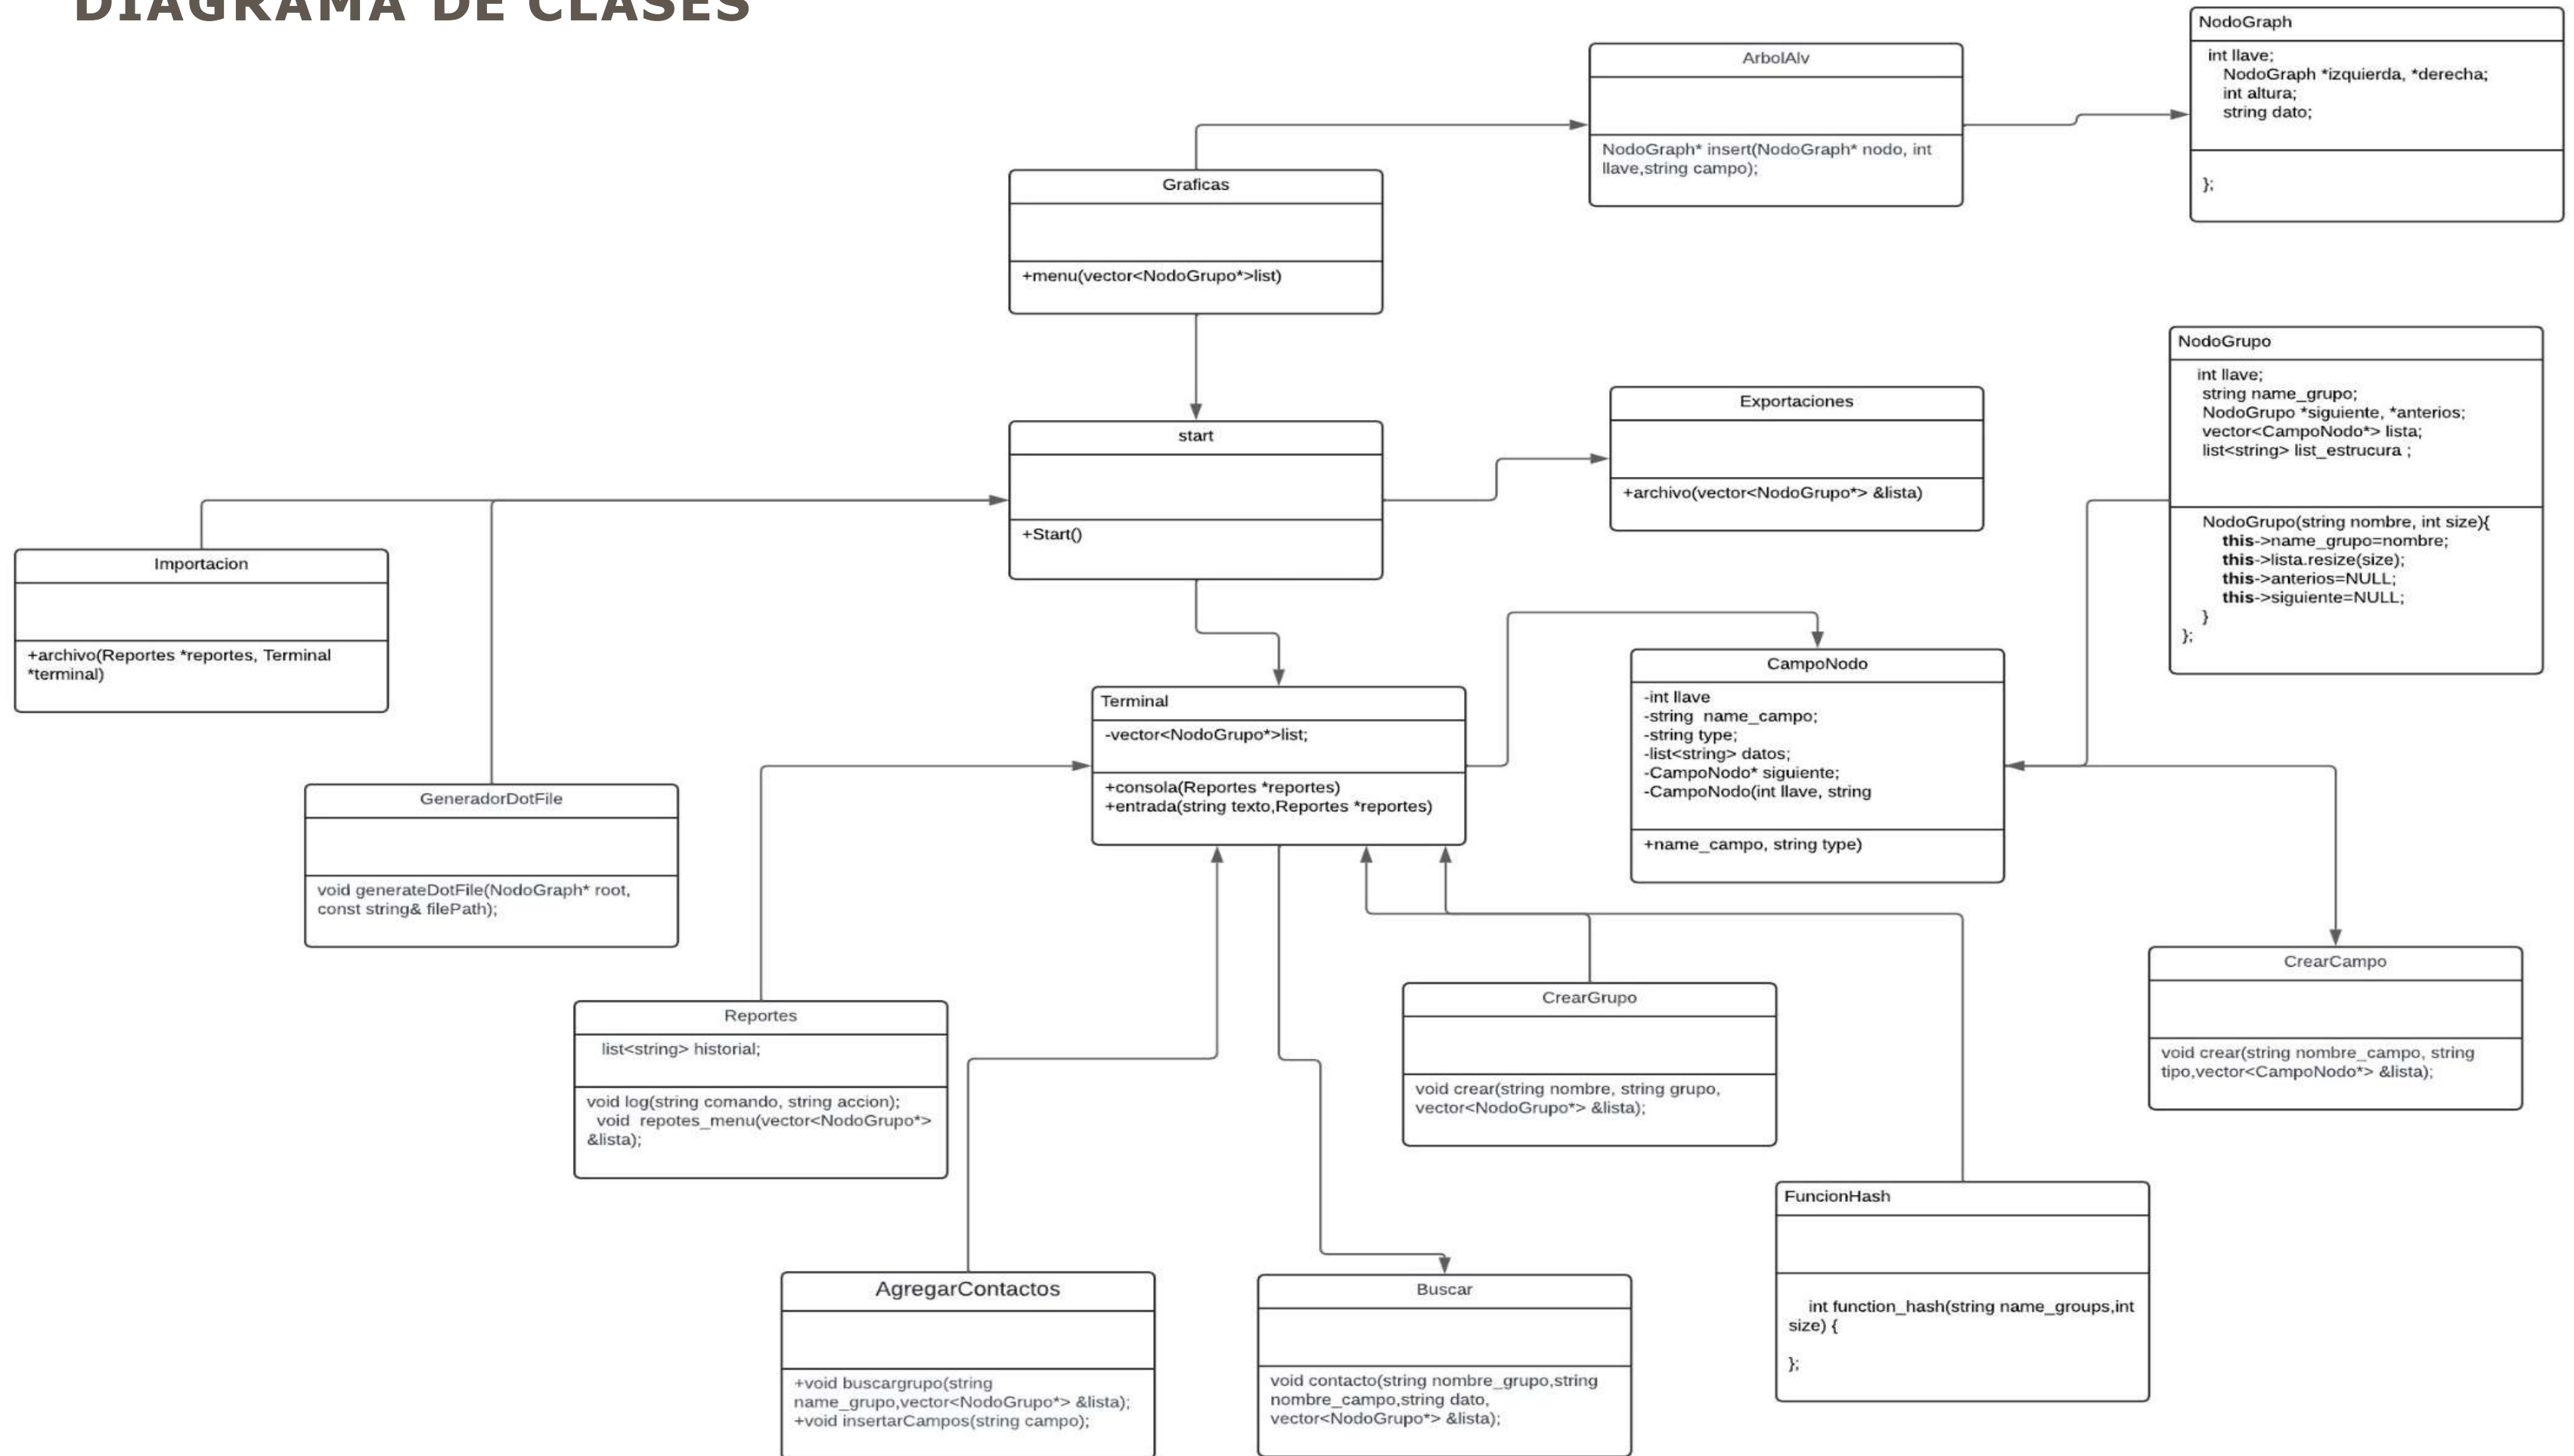 DIAGRAMA DE CLASES
NodoGraph
int llave;
NodoGraph *izquierda, *derecha;
int altura;
string dato;
};
ArbolAlv
NodoGraph* insert(NodoGraph* nodo, int
llave,string campo);
Graficas
+menu(vector<NodoGrupo*>list)
NodoGrupo
int llave;
string name_grupo;
NodoGrupo *siguiente, *anterios;
vector<CampoNodo*> lista;
list<string> list_estrucura ;
NodoGrupo(string nombre, int size){
this->name_grupo=nombre;
this->lista.resize(size);
this->anterios=NULL;
this->siguiente=NULL;
}
};
Exportaciones
+archivo(vector<NodoGrupo*> &lista)
start
+Start()
Importacion
+archivo(Reportes *reportes, Terminal
*terminal)
Terminal
-vector<NodoGrupo*>list;
+consola(Reportes *reportes)
+entrada(string texto,Reportes *reportes)
CampoNodo
-int llave
-string name_campo;
-string type;
-list<string> datos;
-CampoNodo* siguiente;
-CampoNodo(int llave, string
+name_campo, string type)
GeneradorDotFile
void generateDotFile(NodoGraph* root,
const string& filePath);
Reportes
list<string> historial;
void log(string comando, string accion);
void repotes_menu(vector<NodoGrupo*>
&lista);
CrearGrupo
void crear(string nombre, string grupo,
vector<NodoGrupo*> &lista);
CrearCampo
void crear(string nombre_campo, string
tipo,vector<CampoNodo*> &lista);
FuncionHash
int function_hash(string name_groups,int
size) {
};
AgregarContactos
+void buscargrupo(string
name_grupo,vector<NodoGrupo*> &lista);
+void insertarCampos(string campo);
Buscar
void contacto(string nombre_grupo,string
nombre_campo,string dato,
vector<NodoGrupo*> &lista);